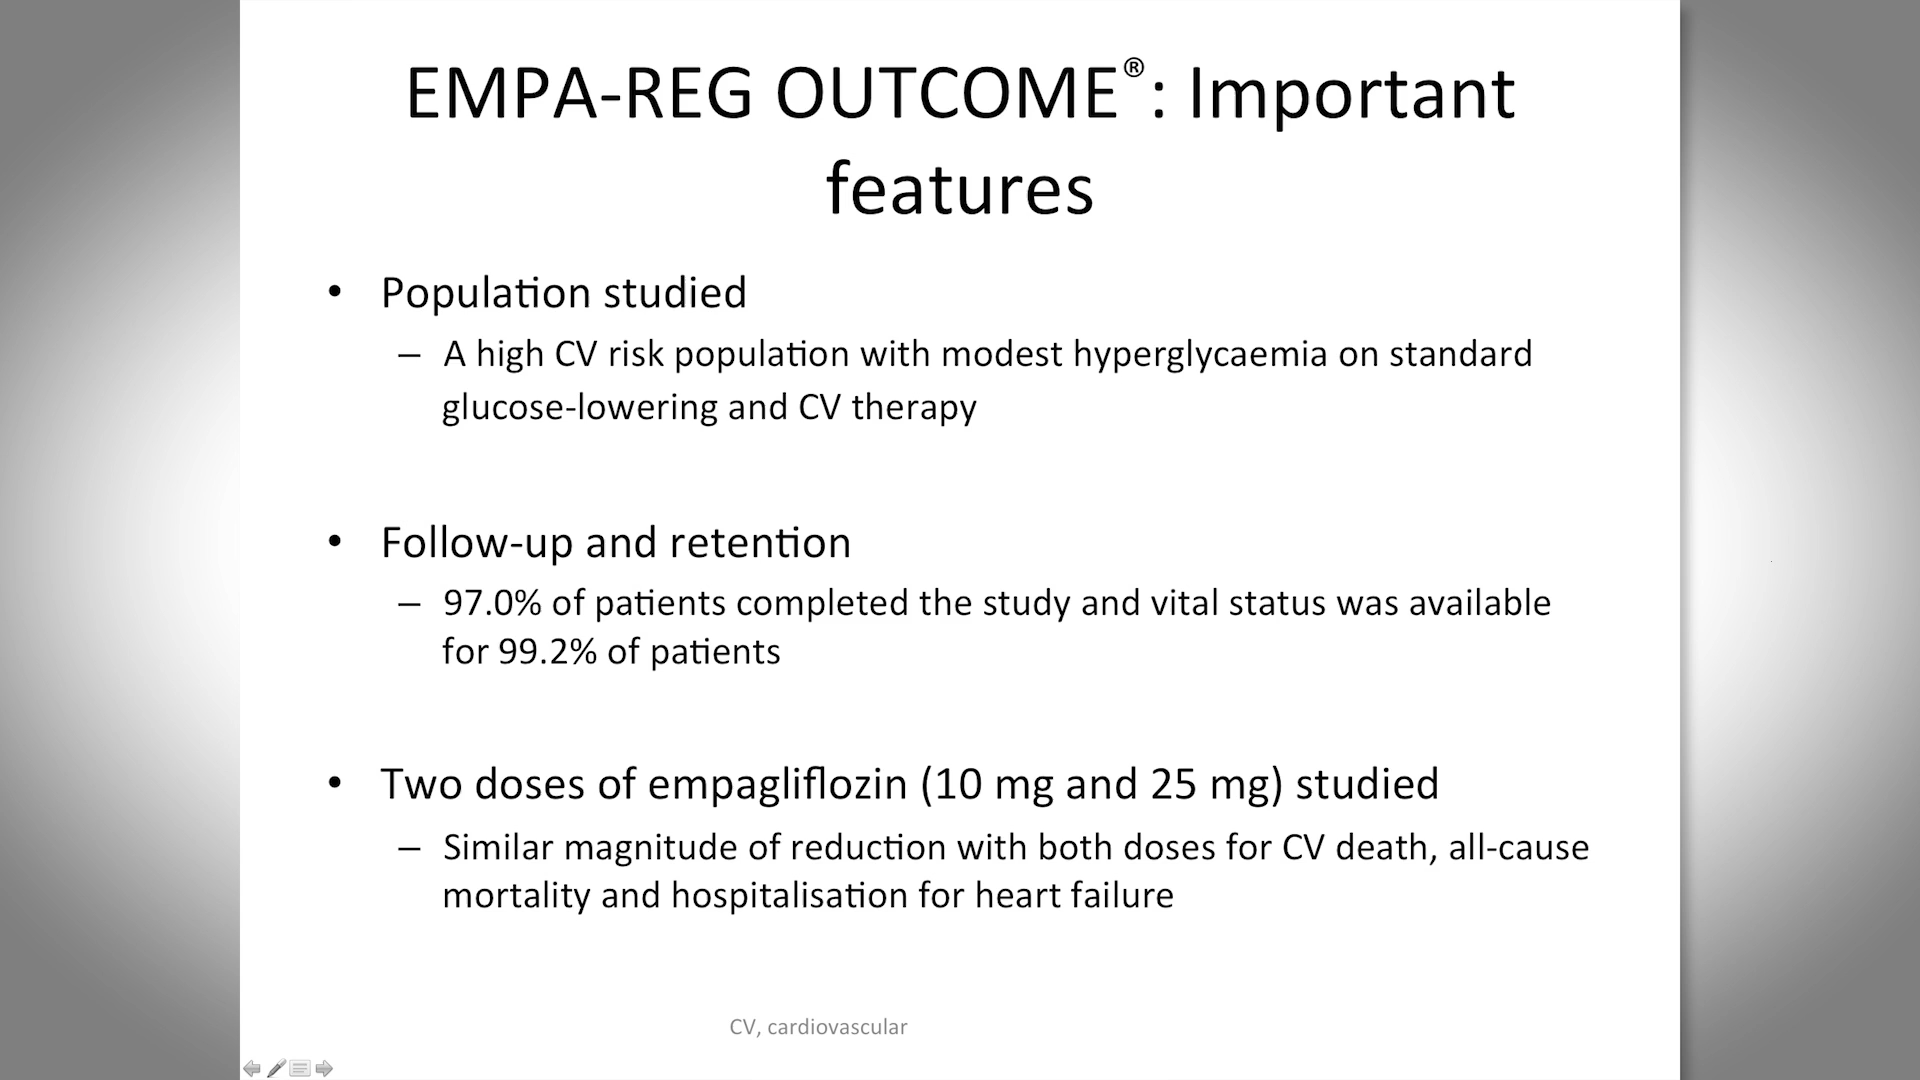 EMPA-REG OUTCOME®: Important
features
• Population studied
– A high CV risk population with modest hyperglycaemia on standard
glucose-lowering and CV therapy
• Follow-up and retention
– 97.0% of patients completed the study and vital status was available
for 99.2% of patients
• Two doses of empagliflozin (10 mg and 25 mg) studied
– Similar magnitude of reduction with both doses for CV death, all-cause
mortality and hospitalisation for heart failure
CV, cardiovascular